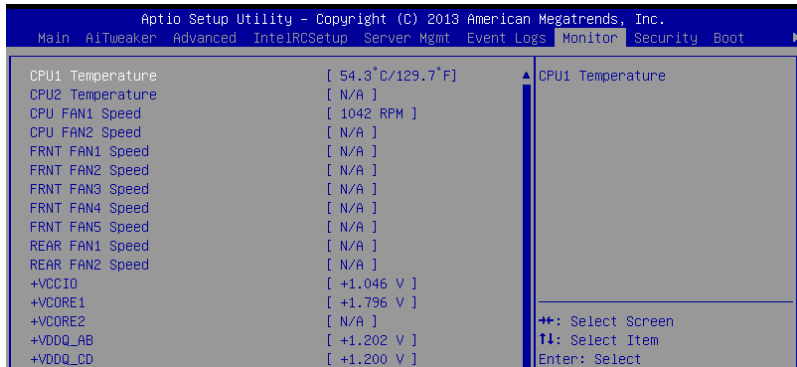 Aptio Setup Utility – Copyright (C) 2013 American Megatrends, Inc.
Main AiTweaker Advanced IntelRCSetup Server Mgmt Event Logs Monitor Security Boot
CPU1 Temperature [ 54.3°C/129.7°F]
CPU2 Temperature [ N/A ]
CPU FAN1 Speed [ 1042 RPM ]
CPU FAN2 Speed [ N/A ]
FRNT FAN1 Speed [ N/A ]
FRNT FAN2 Speed [ N/A ]
FRNT FAN3 Speed [ N/A ]
FRNT FAN4 Speed [ N/A ]
FRNT FAN5 Speed [ N/A ]
REAR FAN1 Speed [ N/A ]
REAR FAN2 Speed [ N/A ]
+VCCIO [ +1.046 V ]
+VCORE1 [ +1.796 V ]
+VCORE2 [ N/A ]
+VDDQ_AB [ +1.202 V ]
+VDDQ_CD [ +1.200 V ]
CPU1 Temperature
→←: Select Screen
↑↓: Select Item
Enter: Select